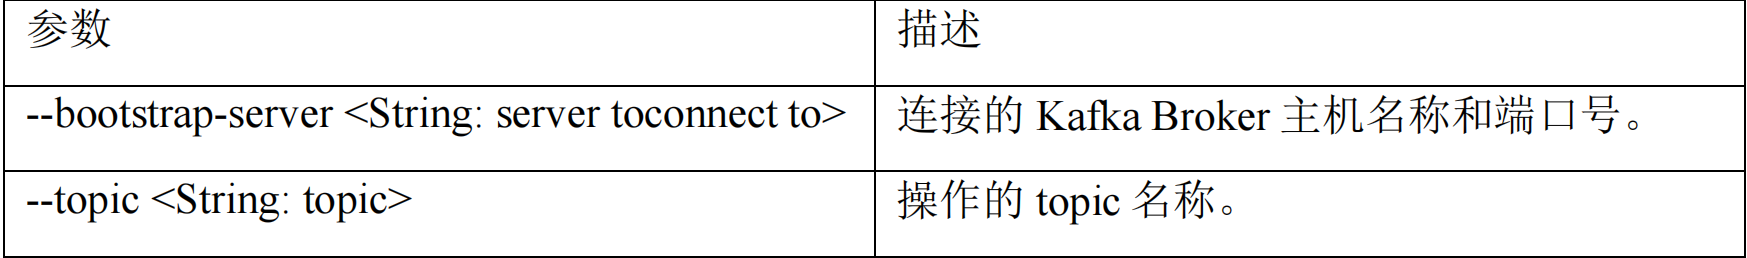 参数 描述
--bootstrap-server <String: server toconnect to> 连接的 Kafka Broker 主机名称和端口号。
--topic <String: topic> 操作的 topic 名称。